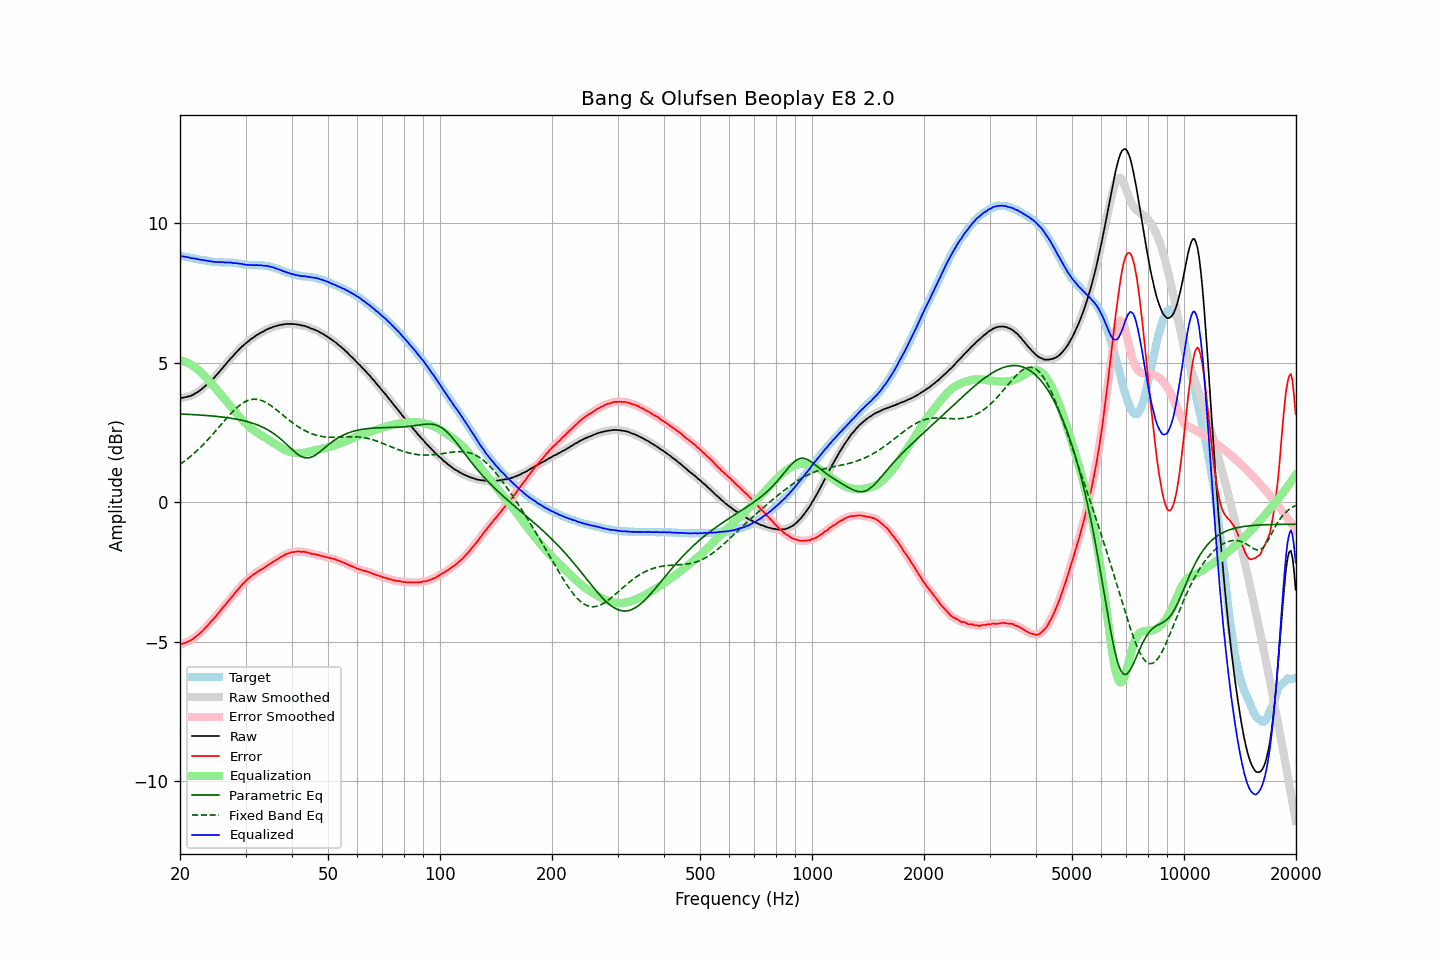 Bang & Olufsen Beoplay E8 2.0
Amplitude (dBr)
10
5
0
−5
−10
Target
Raw Smoothed
Error Smoothed
Raw
Error
Equalization
Parametric Eq
Fixed Band Eq
Equalized
20 50 100 200 500 1000 2000 5000 10000 20000
Frequency (Hz)